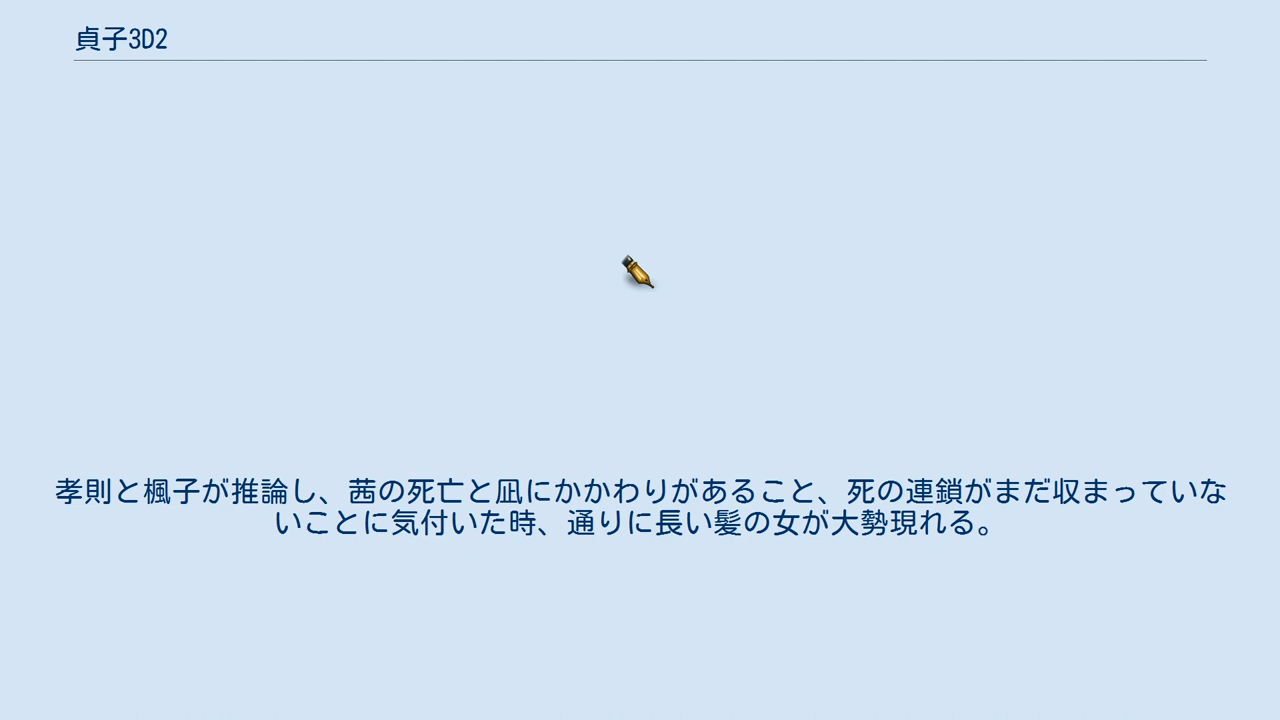 貞子3D2
孝則と楓子が推論し、茜の死亡と凪にかかわりがあること、死の連鎖がまだ収まっていな
いことに気付いた時、通りに長い髪の女が大勢現れる。